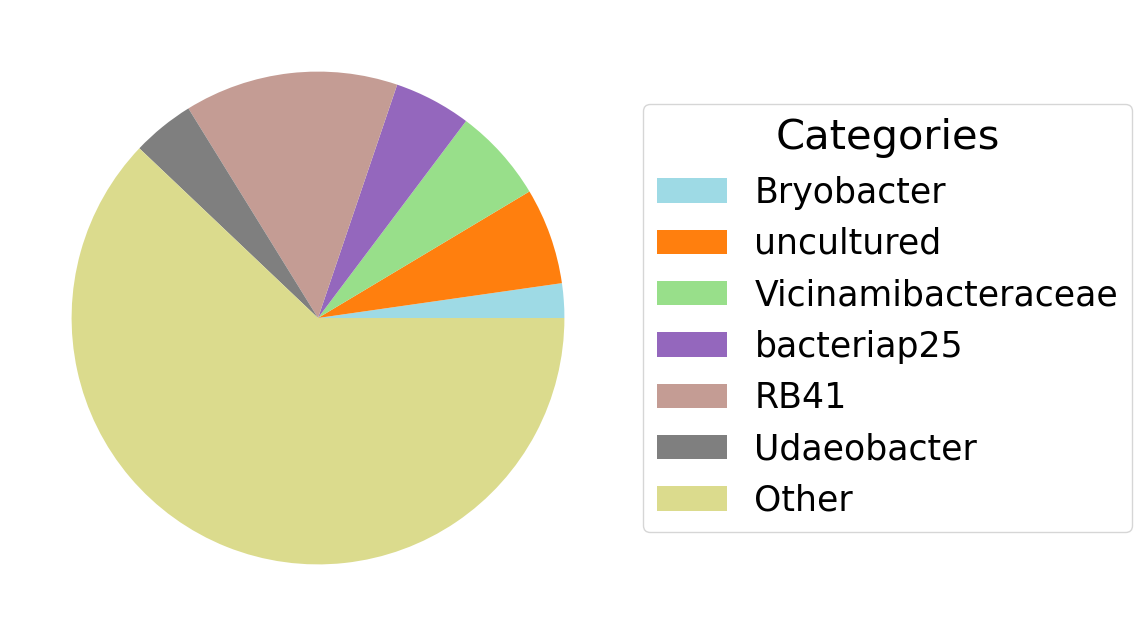 Categories
Bryobacter
uncultured
Vicinamibacteraceae
bacteriap25
RB41
Udaeobacter
Other